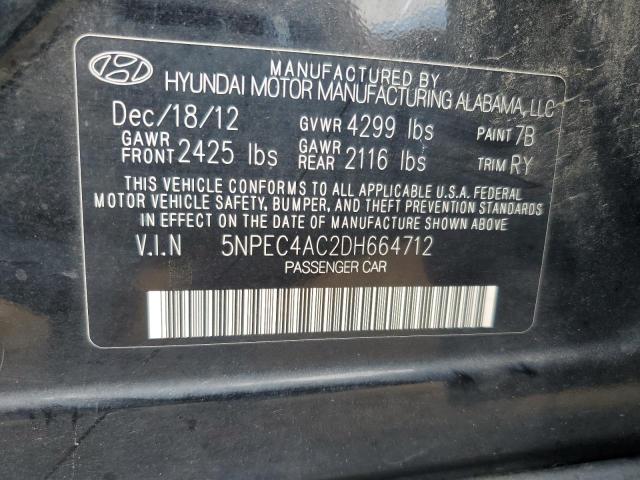 MANUFACTURED BY
HYUNDAI MOTOR MANUFACTURING ALABAMA, LLC
Dec/18/12 GVWR 4299 lbs PAINT 7B
GAWR FRONT 2425 lbs GAWR REAR 2116 lbs TRIM RY
THIS VEHICLE CONFORMS TO ALL APPLICABLE U.S.A. FEDERAL
MOTOR VEHICLE SAFETY, BUMPER, AND THEFT PREVENTION STANDARDS
IN EFFECT ON THE DATE OF MANUFACTURE SHOWN ABOVE
V.I.N 5NPEC4AC2DH664712
PASSENGER CAR